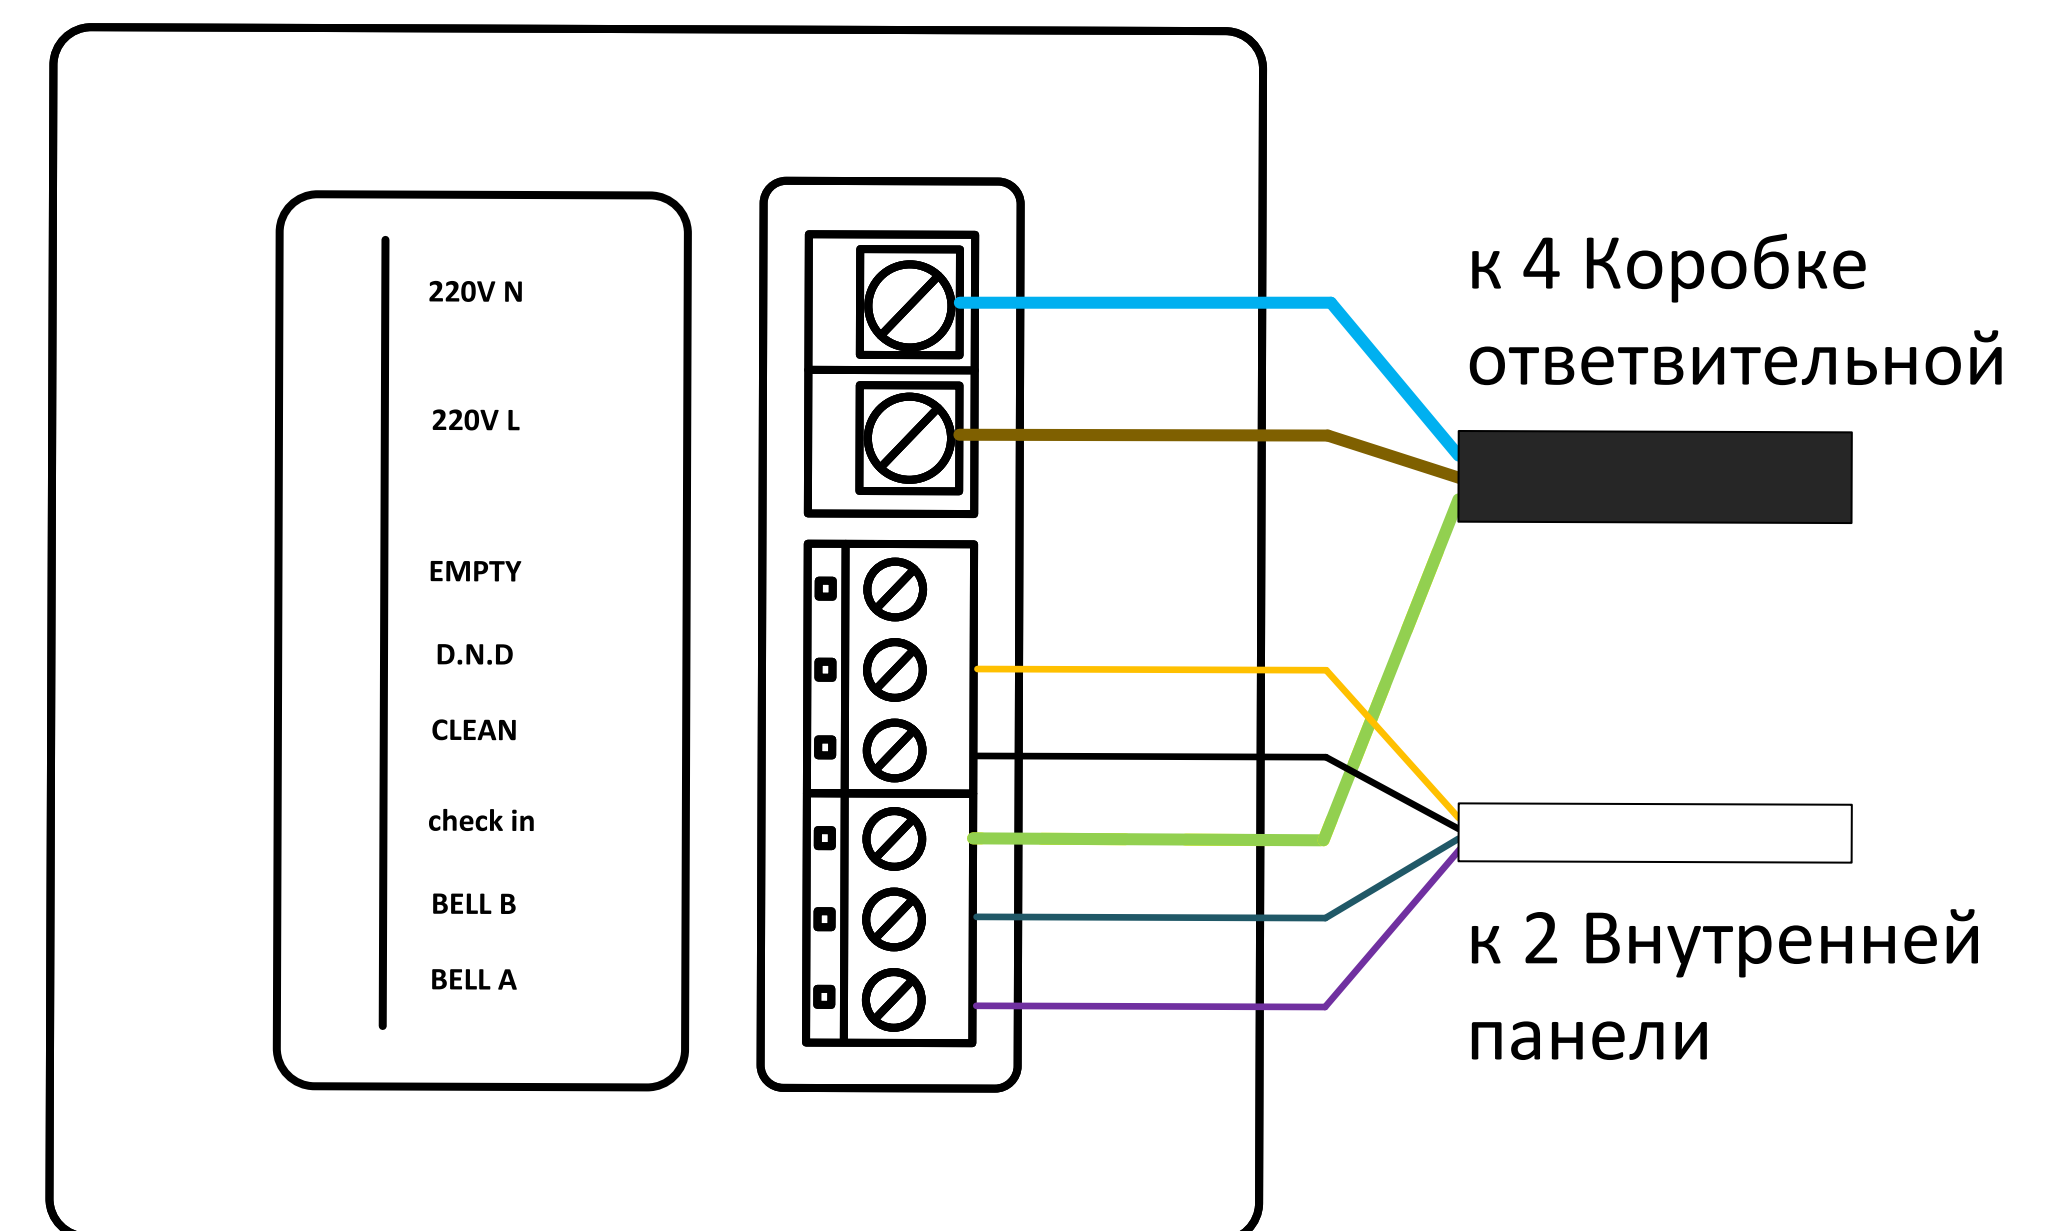 220V N
220V L
EMPTY
D.N.D
CLEAN
check in
BELL B
BELL A
к 4 Коробке
ответвительной
к 2 Внутренней
панели